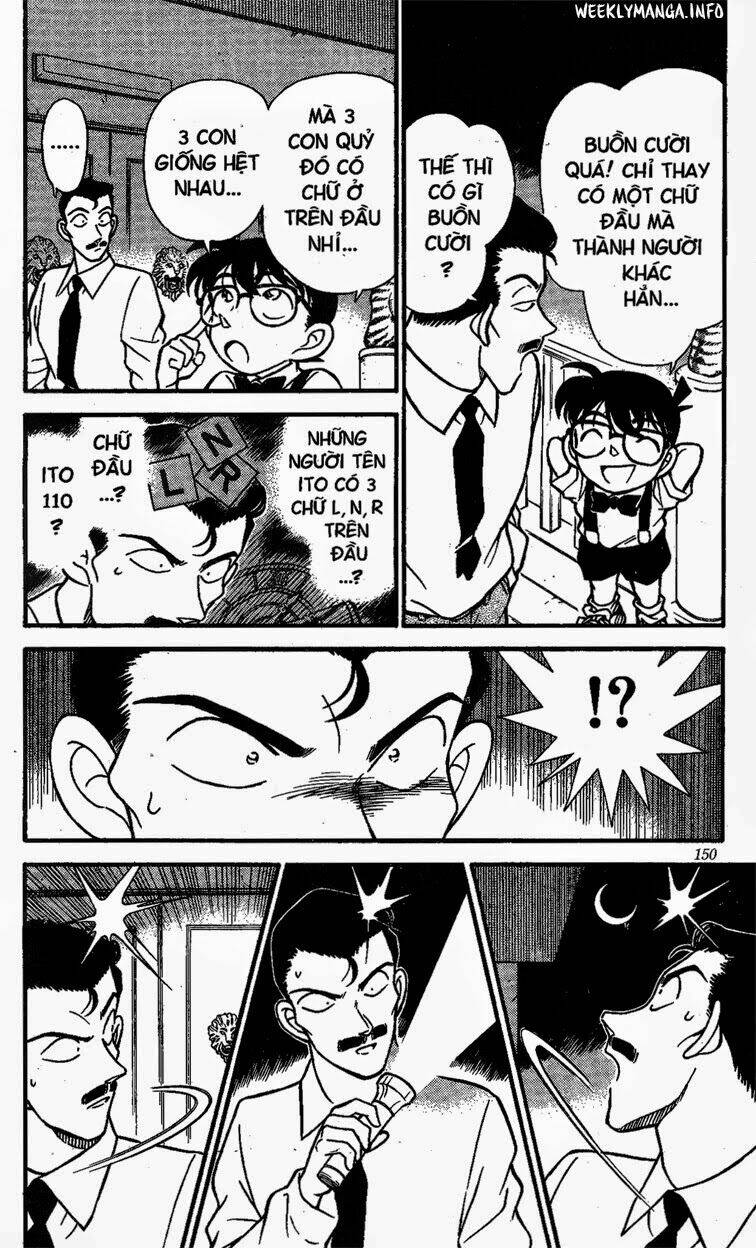 WEEKLYMANGA.INFO
BUỒN CƯỜI
QUÁ! CHỈ THAY
CÓ MỘT CHỮ
ĐẦU MÀ
THÀNH NGƯỜI
KHÁC
HẲN...
THẾ THÌ
CÓ GÌ
BUỒN
CƯỜI
?
MÀ 3
CON QUỶ
ĐÓ CÓ
CHỮ Ở
TRÊN ĐẦU
NHỈ...
3 CON
GIỐNG HỆT
NHAU...
.....
NHỮNG
NGƯỜI TÊN
ITO CÓ 3
CHỮ L, N, R
TRÊN
ĐẦU
...?
N
L
R
CHỮ
ĐẦU
...?
ITO
110
?
!?
150